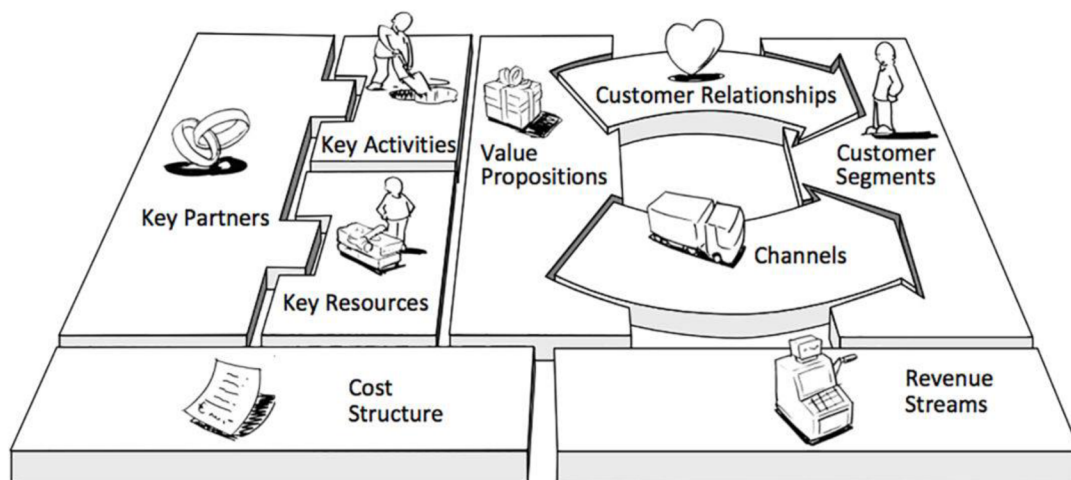 Key Partners
Key Activities
Key Resources
Value
Propositions
Customer Relationships
Channels
Customer
Segments
Cost
Structure
Revenue
Streams